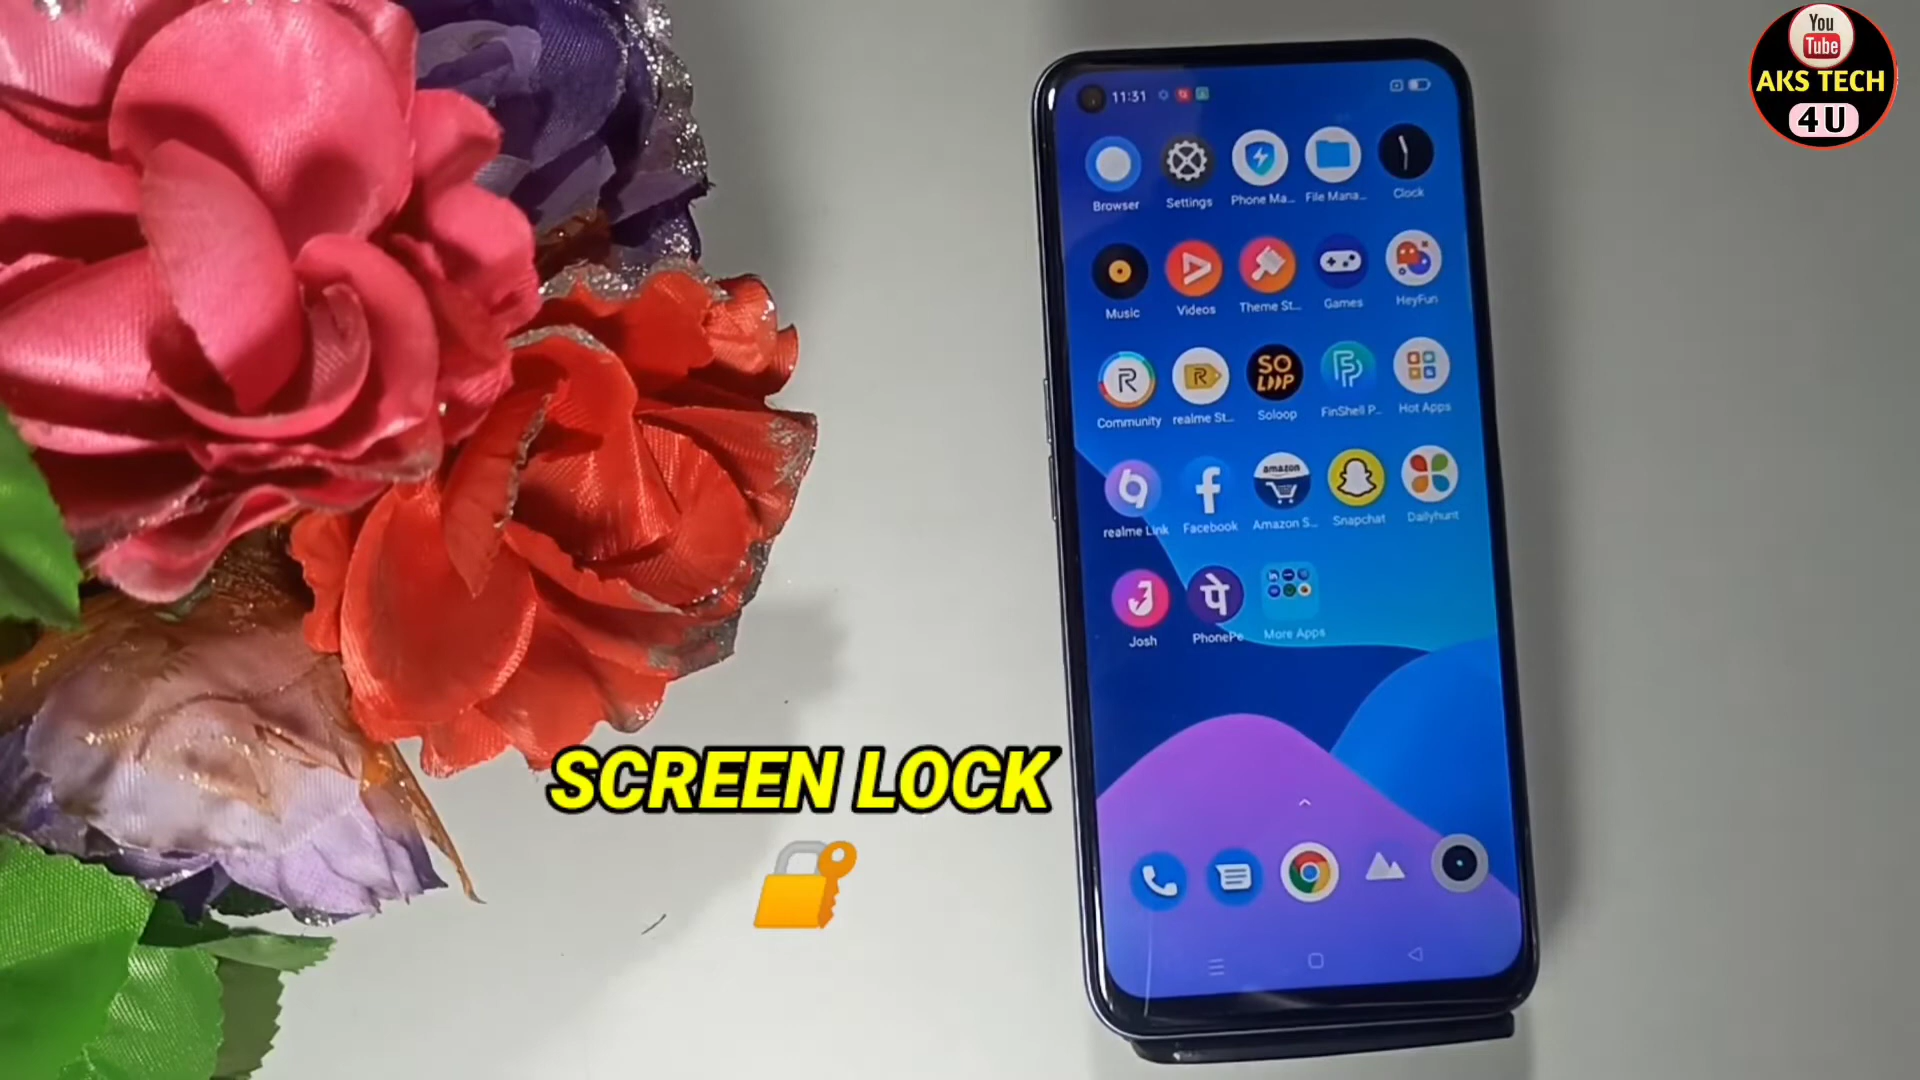 You
Tube
AKS TECH
4U
11:31
Browser
Settings
Phone Ma...
File Mana...
Clock
Music
Videos
Theme St...
Games
HeyFun
Community
realme St...
SO
LOOP
Soloop
FinShell P...
Hot Apps
realme Link
Facebook
amazon
Amazon S...
Snapchat
Dailyhunt
Josh
पे
PhonePe
More Apps
SCREEN LOCK